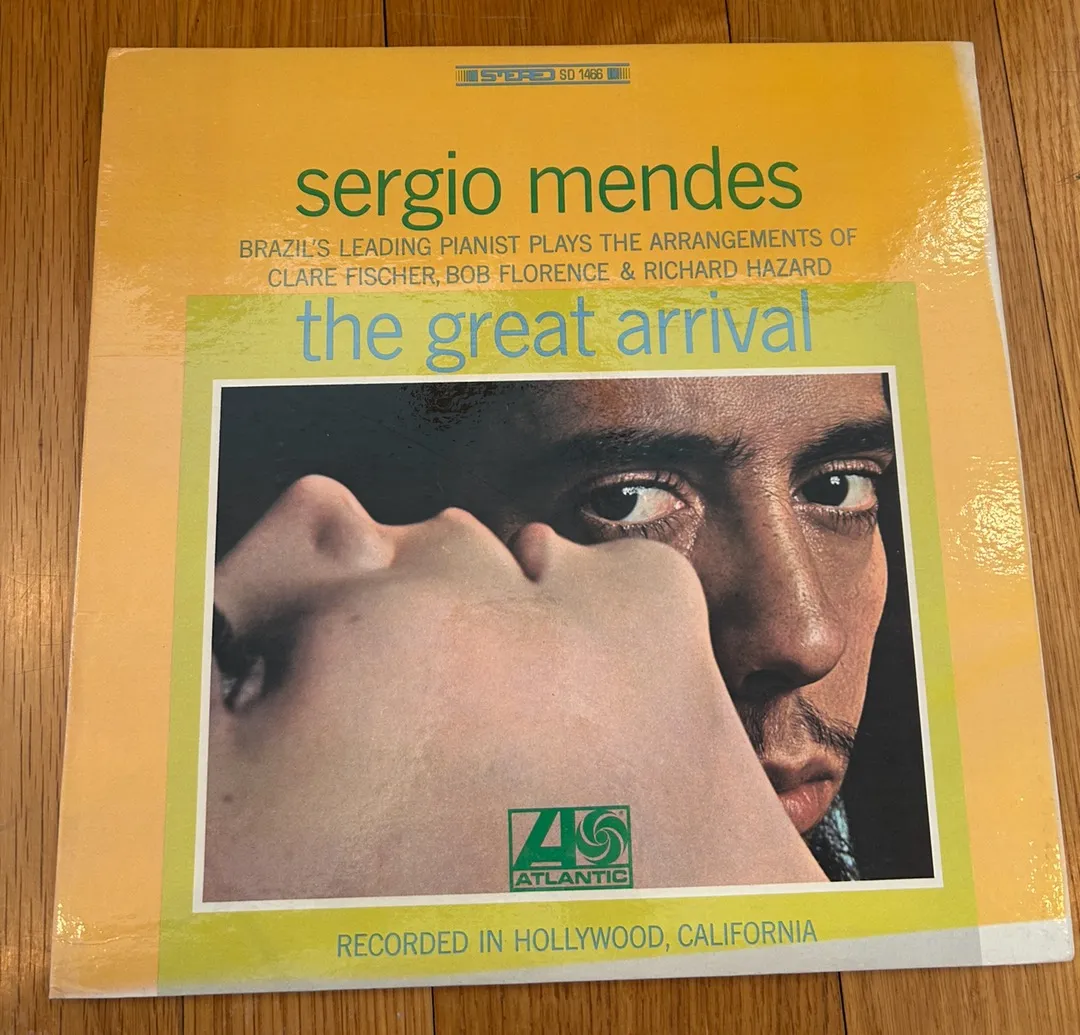 STEREO SD 1466
sergio mendes
BRAZIL'S LEADING PIANIST PLAYS THE ARRANGEMENTS OF
CLARE FISCHER, BOB FLORENCE & RICHARD HAZARD
the great arrival
ATLANTIC
RECORDED IN HOLLYWOOD, CALIFORNIA